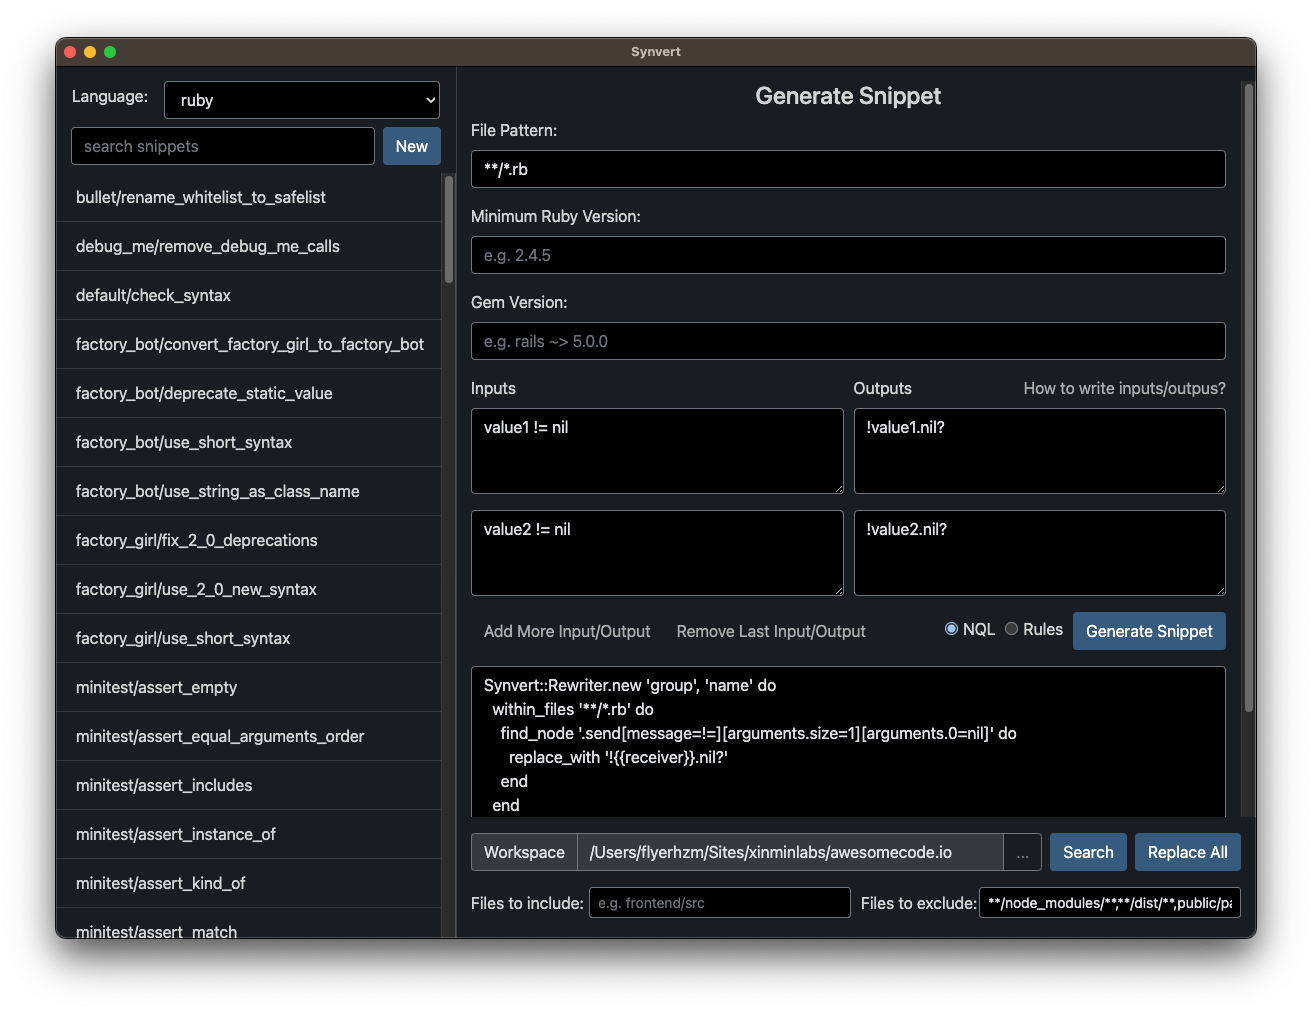 Synvert
Language:
ruby
search snippets
New
bullet/rename_whitelist_to_safelist
debug_me/remove_debug_me_calls
default/check_syntax
factory_bot/convert_factory_girl_to_factory_bot
factory_bot/deprecate_static_value
factory_bot/use_short_syntax
factory_bot/use_string_as_class_name
factory_girl/fix_2_0_deprecations
factory_girl/use_2_0_new_syntax
factory_girl/use_short_syntax
minitest/assert_empty
minitest/assert_equal_arguments_order
minitest/assert_includes
minitest/assert_instance_of
minitest/assert_kind_of
minitest/assert_match
Generate Snippet
File Pattern:
**/*.rb
Minimum Ruby Version:
e.g. 2.4.5
Gem Version:
e.g. rails ~> 5.0.0
Inputs
Outputs
How to write inputs/outpus?
value1 != nil
!value1.nil?
value2 != nil
!value2.nil?
Add More Input/Output
Remove Last Input/Output
NQL
Rules
Generate Snippet
Synvert::Rewriter.new 'group', 'name' do
within_files '**/*.rb' do
find_node '.send[message=!=][arguments.size=1][arguments.0=nil]' do
replace_with '!{{receiver}}.nil?'
end
end
Workspace
/Users/flyerhzm/Sites/xinminlabs/awesomecode.io
...
Search
Replace All
Files to include:
e.g. frontend/src
Files to exclude:
**/node_modules/**,**/dist/**,public/pa